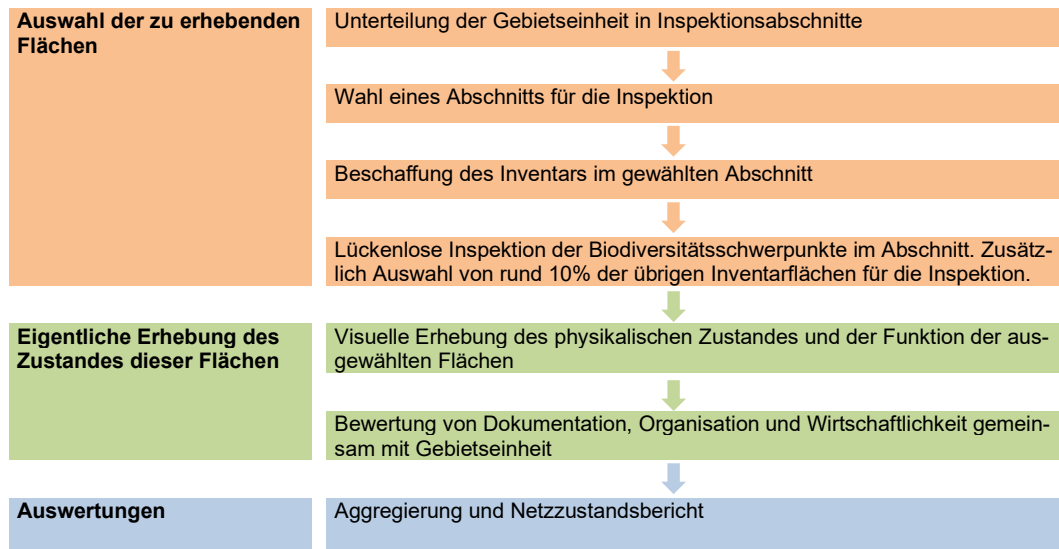 Auswahl der zu erhebenden
Flächen
Unterteilung der Gebietseinheit in Inspektionsabschnitte
Wahl eines Abschnitts für die Inspektion
Beschaffung des Inventars im gewählten Abschnitt
Lückenlose Inspektion der Biodiversitätsschwerpunkte im Abschnitt. Zusätz-
lich Auswahl von rund 10% der übrigen Inventarflächen für die Inspektion.
Eigentliche Erhebung des
Zustandes dieser Flächen
Visuelle Erhebung des physikalischen Zustandes und der Funktion der aus-
gewählten Flächen
Bewertung von Dokumentation, Organisation und Wirtschaftlichkeit gemein-
sam mit Gebietseinheit
Auswertungen
Aggregierung und Netzzustandsbericht